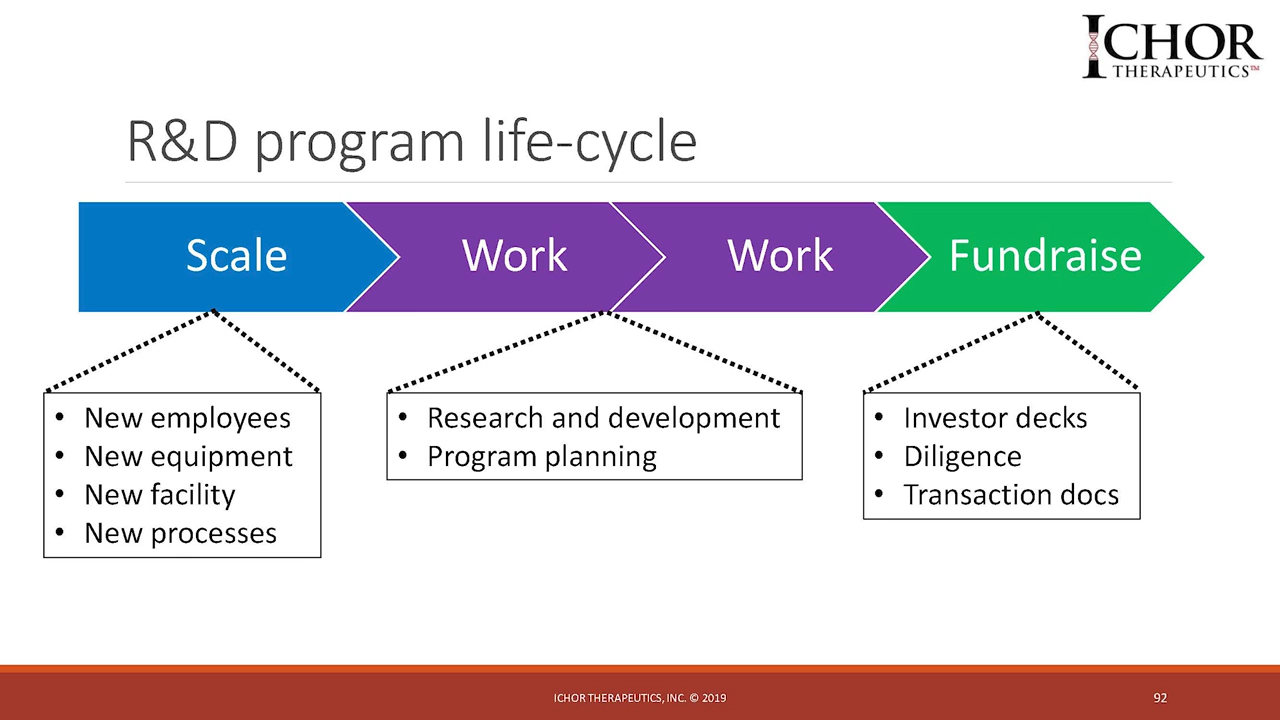 ICHOR
THERAPEUTICS™
R&D program life-cycle
Scale
Work
Work
Fundraise
• New employees
• New equipment
• New facility
• New processes
• Research and development
• Program planning
• Investor decks
• Diligence
• Transaction docs
ICHOR THERAPEUTICS, INC. © 2019
92